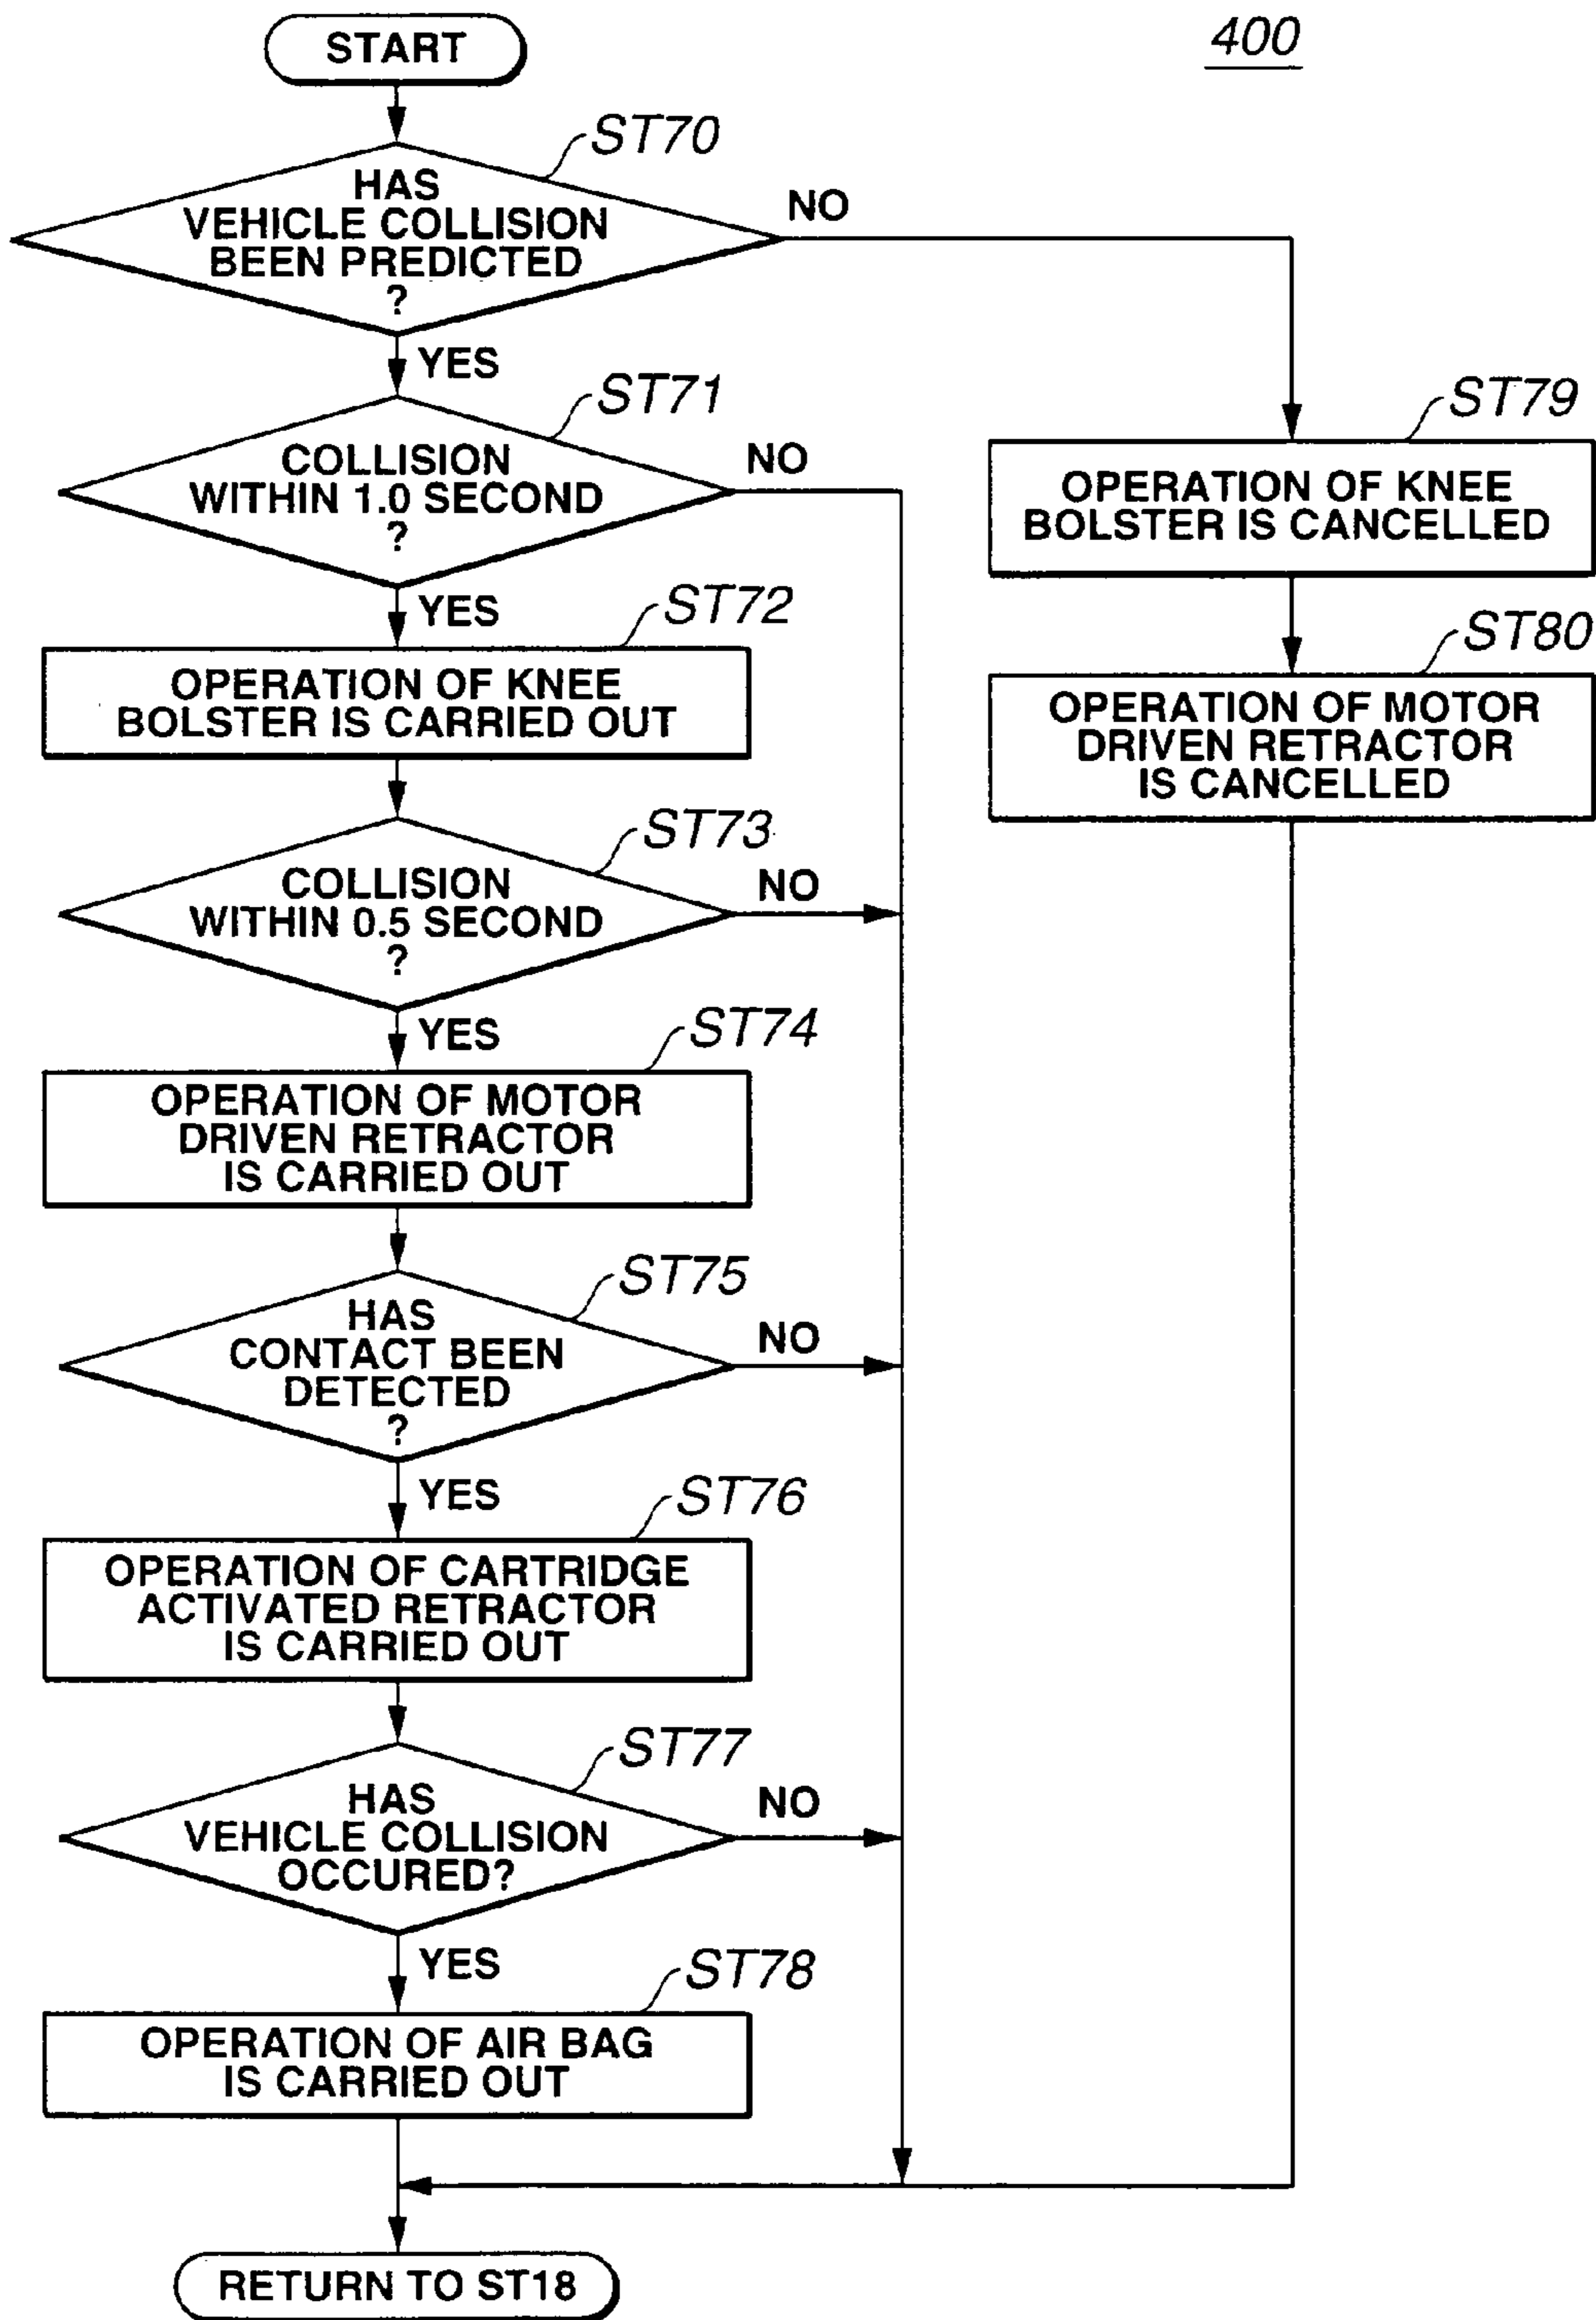 400
START
ST70
HAS
VEHICLE COLLISION
BEEN PREDICTED
?
NO
YES
ST71
COLLISION
WITHIN 1.0 SECOND
?
NO
YES
ST72
OPERATION OF KNEE
BOLSTER IS CARRIED OUT
ST73
COLLISION
WITHIN 0.5 SECOND
?
NO
YES
ST74
OPERATION OF MOTOR
DRIVEN RETRACTOR
IS CARRIED OUT
ST75
HAS
CONTACT BEEN
DETECTED
?
NO
YES
ST76
OPERATION OF CARTRIDGE
ACTIVATED RETRACTOR
IS CARRIED OUT
ST77
HAS
VEHICLE COLLISION
OCCURED?
NO
YES
ST78
OPERATION OF AIR BAG
IS CARRIED OUT
ST79
OPERATION OF KNEE
BOLSTER IS CANCELLED
ST80
OPERATION OF MOTOR
DRIVEN RETRACTOR
IS CANCELLED
RETURN TO ST18